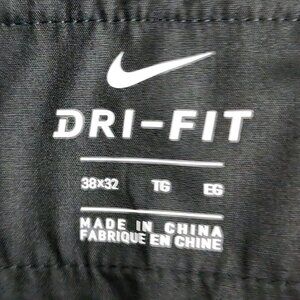 DRI-FIT
38x32 TG EG
MADE IN CHINA
FABRIQUE EN CHINE